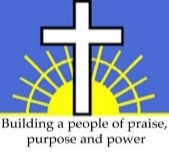 Building a people of praise,
purpose and power